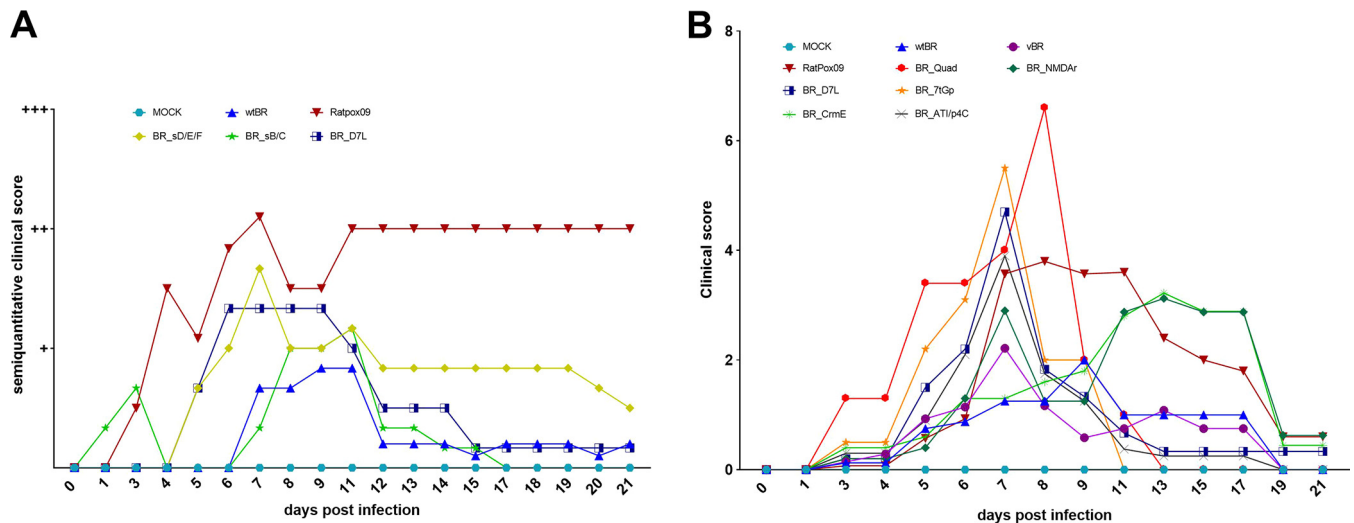 A
semiquantitative clinical score
+++
++
+
MOCK wtBR Ratpox09
BR_sD/E/F BR_sB/C BR_D7L
0 1 3 4 5 6 7 8 9 11 12 13 14 15 17 18 19 20 21
days post infection
B
Clinical score
8
6
4
2
0
MOCK wtBR vBR
RatPox09 BR_Quad BR_NMDAr
BR_D7L BR_7tGp
BR_CrmE BR_ATI/p4C
0 1 3 4 5 6 7 8 9 11 13 15 17 19 21
days post infection